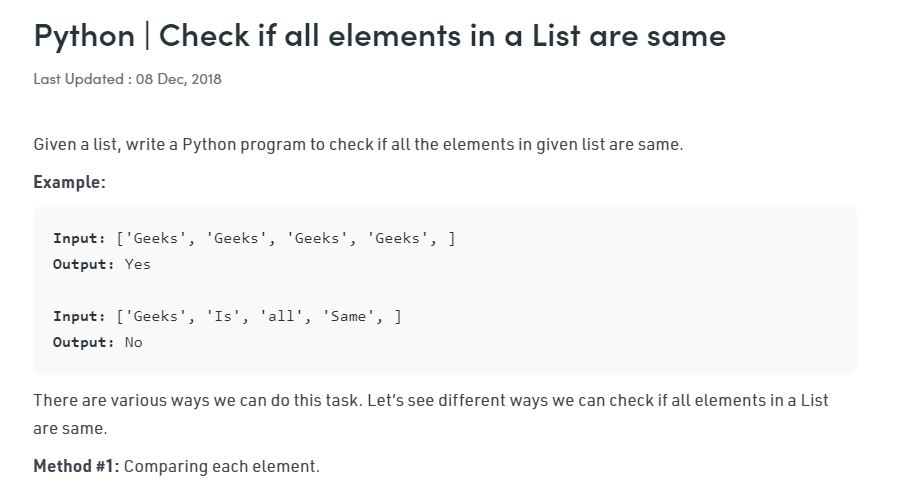 Python | Check if all elements in a List are same
Last Updated : 08 Dec, 2018
Given a list, write a Python program to check if all the elements in given list are same.
Example:
Input: ['Geeks', 'Geeks', 'Geeks', 'Geeks', ]
Output: Yes
Input: ['Geeks', 'Is', 'all', 'Same', ]
Output: No
There are various ways we can do this task. Let’s see different ways we can check if all elements in a List
are same.
Method #1: Comparing each element.